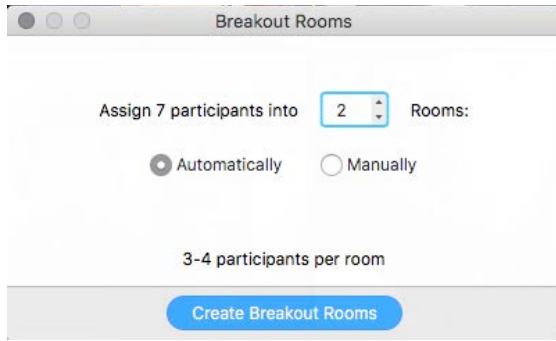 Breakout Rooms
Assign 7 participants into 2 Rooms:
Automatically Manually
3-4 participants per room
Create Breakout Rooms